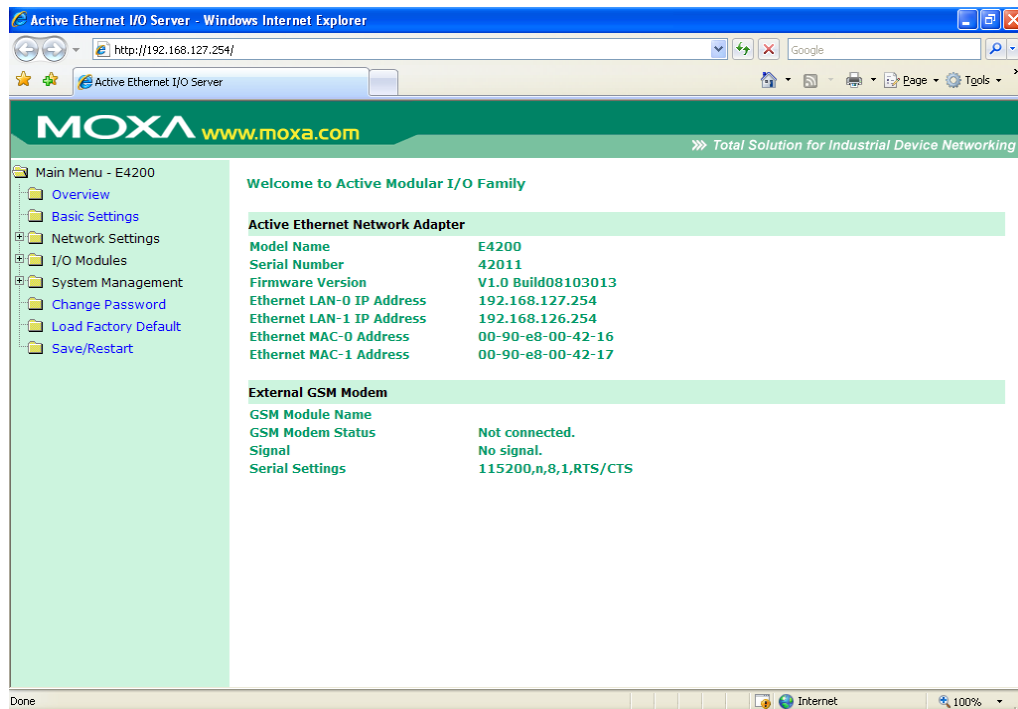 Active Ethernet I/O Server - Windows Internet Explorer
http://192.168.127.254/
Google
Active Ethernet I/O Server
Page
Tools
MOXA www.moxa.com
Total Solution for Industrial Device Networking
Main Menu - E4200
Overview
Basic Settings
Network Settings
I/O Modules
System Management
Change Password
Load Factory Default
Save/Restart
Welcome to Active Modular I/O Family
Active Ethernet Network Adapter
Model Name E4200
Serial Number 42011
Firmware Version V1.0 Build08103013
Ethernet LAN-0 IP Address 192.168.127.254
Ethernet LAN-1 IP Address 192.168.126.254
Ethernet MAC-0 Address 00-90-e8-00-42-16
Ethernet MAC-1 Address 00-90-e8-00-42-17
External GSM Modem
GSM Module Name
GSM Modem Status Not connected.
Signal No signal.
Serial Settings 115200,n,8,1,RTS/CTS
Done
Internet
100%